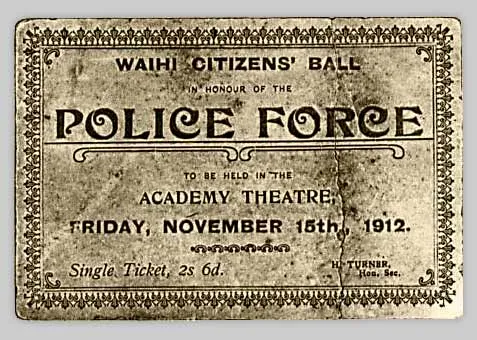 WAIHI CITIZENS' BALL
IN HONOUR OF THE
POLICE FORCE
TO BE HELD IN THE
ACADEMY THEATRE,
FRIDAY, NOVEMBER 15th, 1912.
Single Ticket, 2s 6d.
H. TURNER,
Hon. Sec.